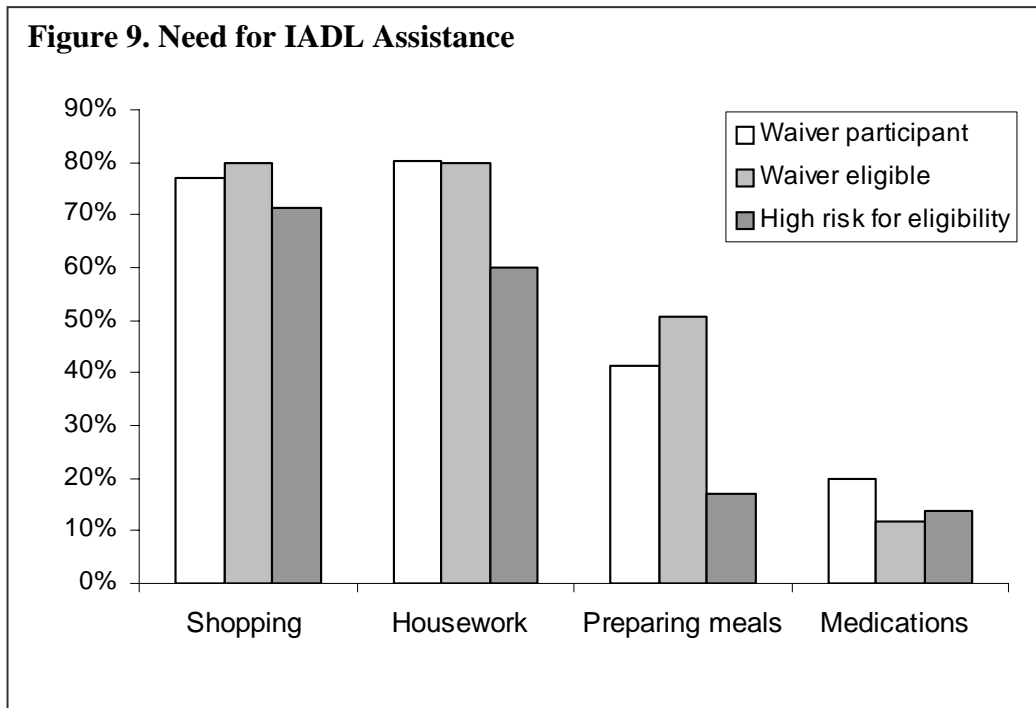 Figure 9. Need for IADL Assistance
90%
80%
70%
60%
50%
40%
30%
20%
10%
0%
Waiver participant
Waiver eligible
High risk for eligibility
Shopping
Housework
Preparing meals
Medications